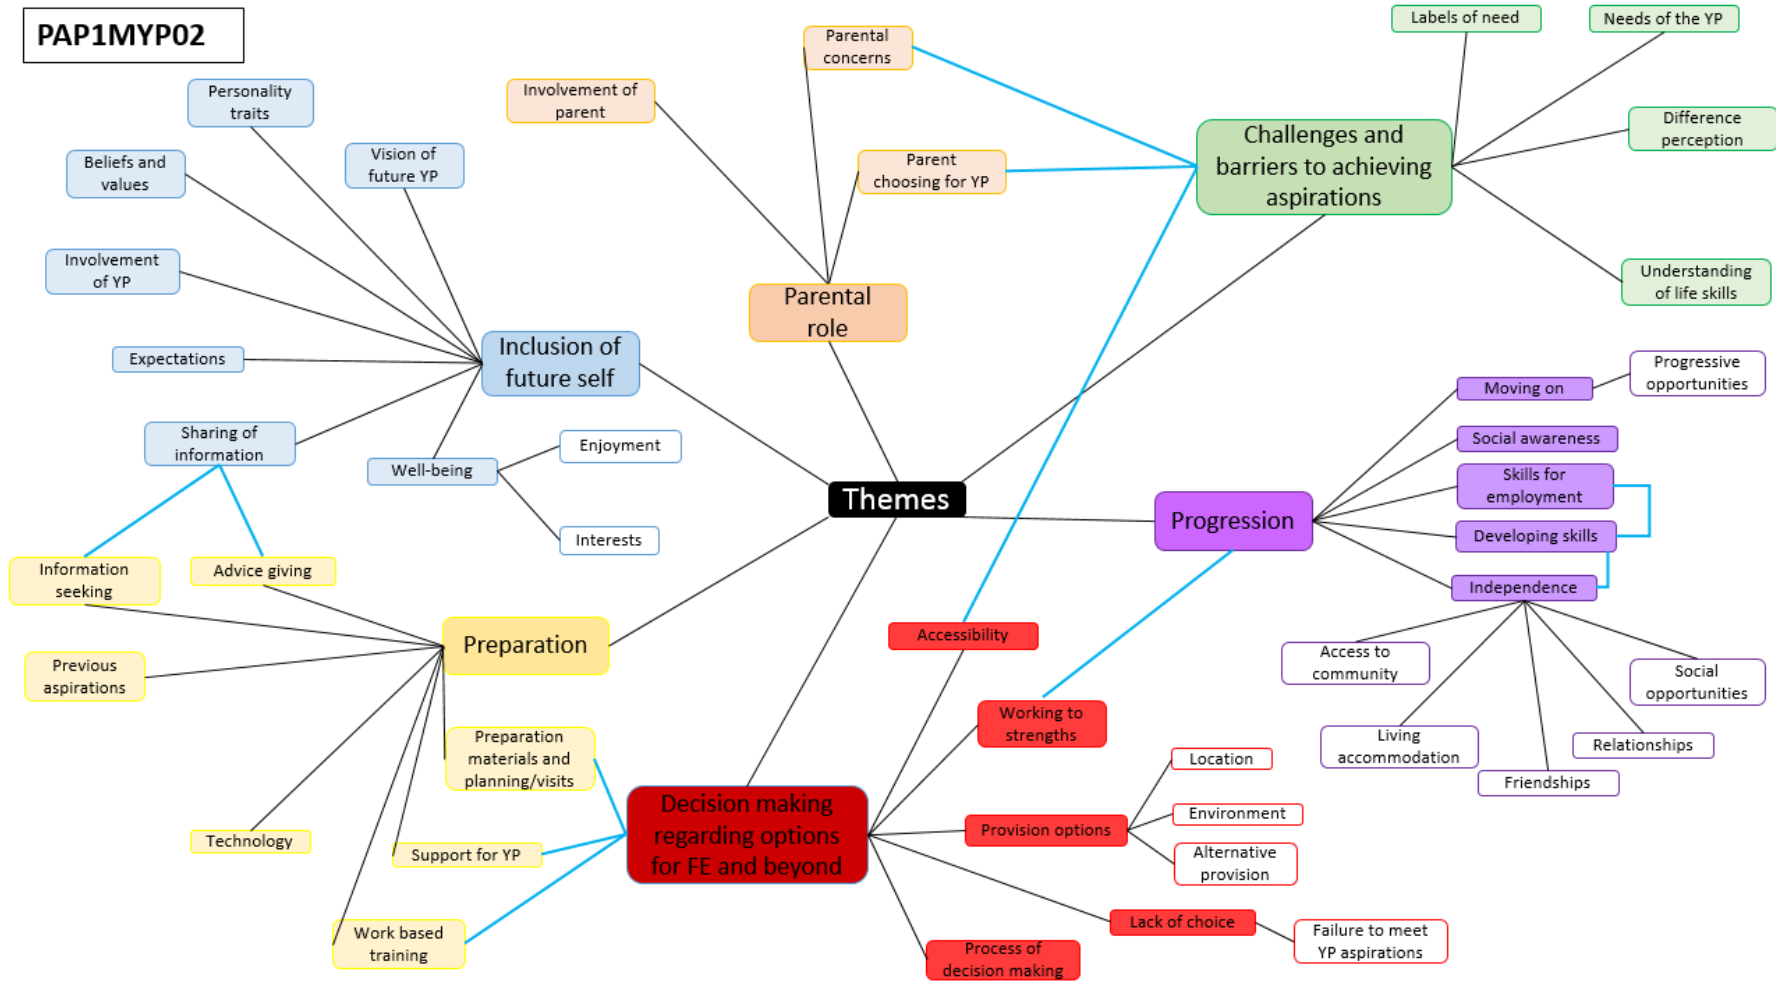 PAP1MYP02
Personality
traits
Beliefs and
values
Vision of
future YP
Involvement
of YP
Expectations
Sharing of
information
Well-being
Enjoyment
Interests
Inclusion of
future self
Involvement of
parent
Parental
concerns
Parent
choosing for YP
Parental
role
Labels of need
Needs of the YP
Difference
perception
Understanding
of life skills
Challenges and
barriers to achieving
aspirations
Themes
Progression
Moving on
Progressive
opportunities
Social awareness
Skills for
employment
Developing skills
Independence
Access to
community
Living
accommodation
Friendships
Relationships
Social
opportunities
Information
seeking
Advice giving
Previous
aspirations
Preparation
Preparation
materials and
planning/visits
Technology
Support for YP
Work based
training
Decision making
regarding options
for FE and beyond
Accessibility
Working to
strengths
Provision options
Location
Environment
Alternative
provision
Lack of choice
Failure to meet
YP aspirations
Process of
decision making